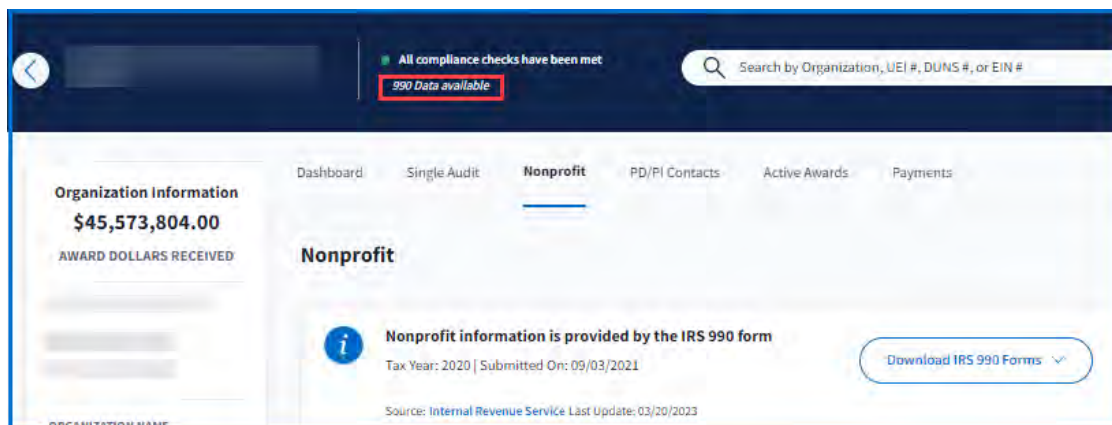 All compliance checks have been met
990 Data available
Search by Organization, UEI #, DUNS #, or EIN #
Dashboard Single Audit Nonprofit PD/PI Contacts Active Awards Payments
Organization Information
$45,573,804.00
AWARD DOLLARS RECEIVED
Nonprofit
Nonprofit information is provided by the IRS 990 form
Tax Year: 2020 | Submitted On: 09/03/2021
Download IRS 990 Forms
Source: Internal Revenue Service Last Update: 03/20/2023
ORGANIZATION NAME